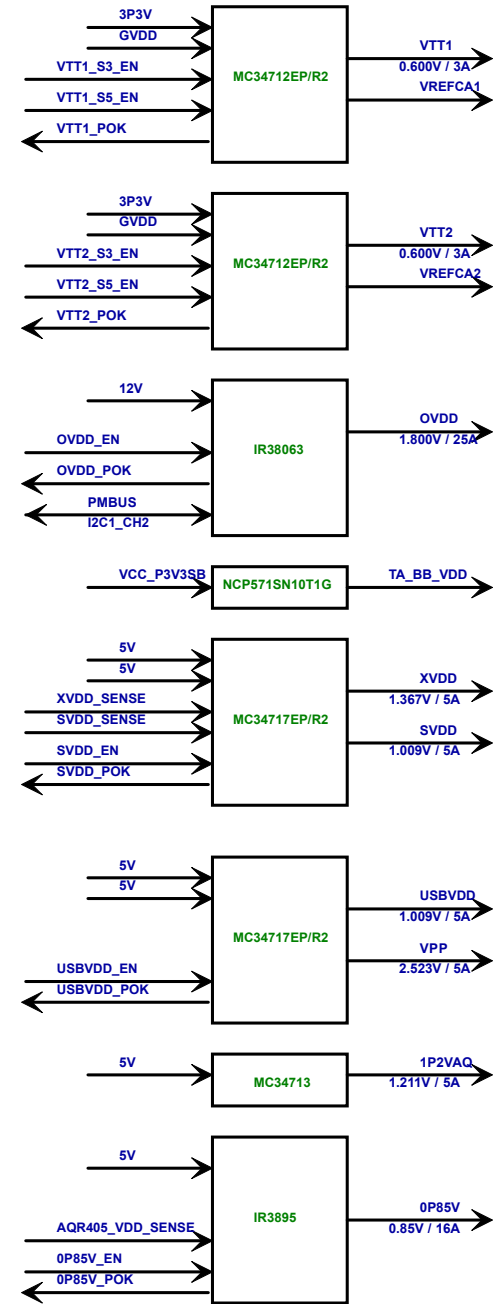 3P3V
GVDD
VTT1_S3_EN
VTT1_S5_EN
VTT1_POK
MC34712EP/R2
VTT1
0.600V / 3A
VREFCA1
3P3V
GVDD
VTT2_S3_EN
VTT2_S5_EN
VTT2_POK
MC34712EP/R2
VTT2
0.600V / 3A
VREFCA2
12V
OVDD_EN
OVDD_POK
PMBUS
I2C1_CH2
IR38063
OVDD
1.800V / 25A
VCC_P3V3SB
NCP571SN10T1G
TA_BB_VDD
5V
5V
XVDD_SENSE
SVDD_SENSE
SVDD_EN
SVDD_POK
MC34717EP/R2
XVDD
1.367V / 5A
SVDD
1.009V / 5A
5V
5V
USBVDD_EN
USBVDD_POK
MC34717EP/R2
USBVDD
1.009V / 5A
VPP
2.523V / 5A
5V
MC34713
1P2VAQ
1.211V / 5A
5V
AQR405_VDD_SENSE
0P85V_EN
0P85V_POK
IR3895
0P85V
0.85V / 16A